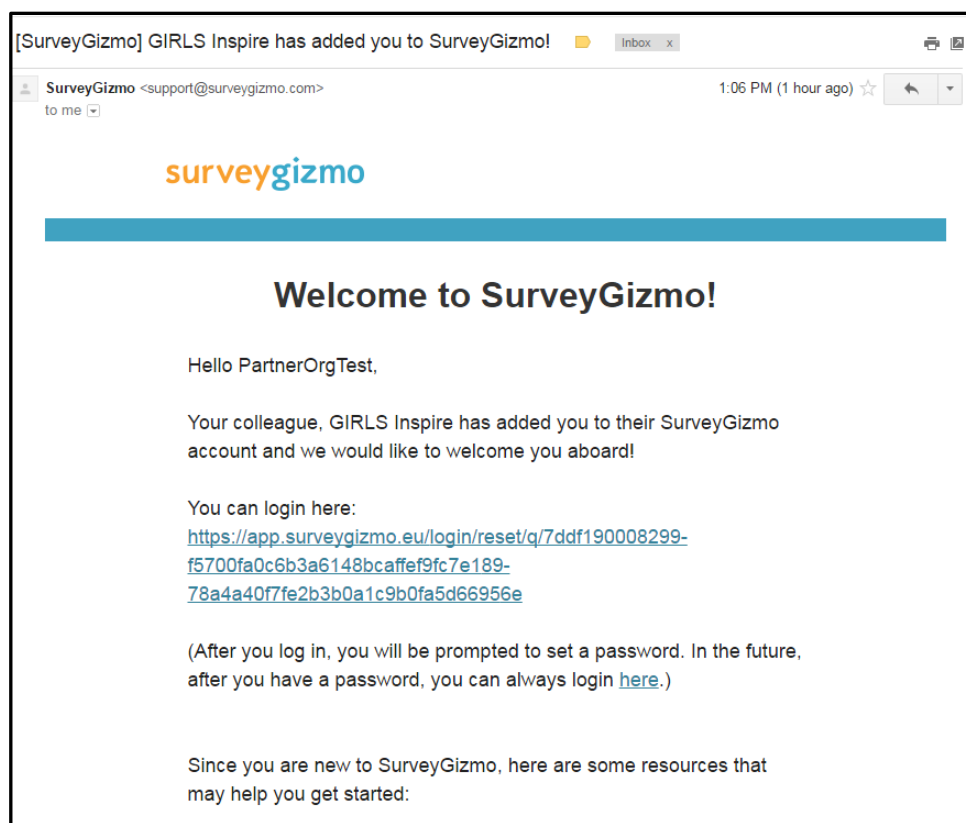 [SurveyGizmo] GIRLS Inspire has added you to SurveyGizmo! Inbox x
SurveyGizmo <support@surveygizmo.com> 1:06 PM (1 hour ago)
to me
surveygizmo
Welcome to SurveyGizmo!
Hello PartnerOrgTest,
Your colleague, GIRLS Inspire has added you to their SurveyGizmo
account and we would like to welcome you aboard!
You can login here:
https://app.surveygizmo.eu/login/reset/q/7ddf190008299-
f5700fa0c6b3a6148bcaffef9fc7e189-
78a4a40f7fe2b3b0a1c9b0fa5d66956e
(After you log in, you will be prompted to set a password. In the future,
after you have a password, you can always login here.)
Since you are new to SurveyGizmo, here are some resources that
may help you get started: